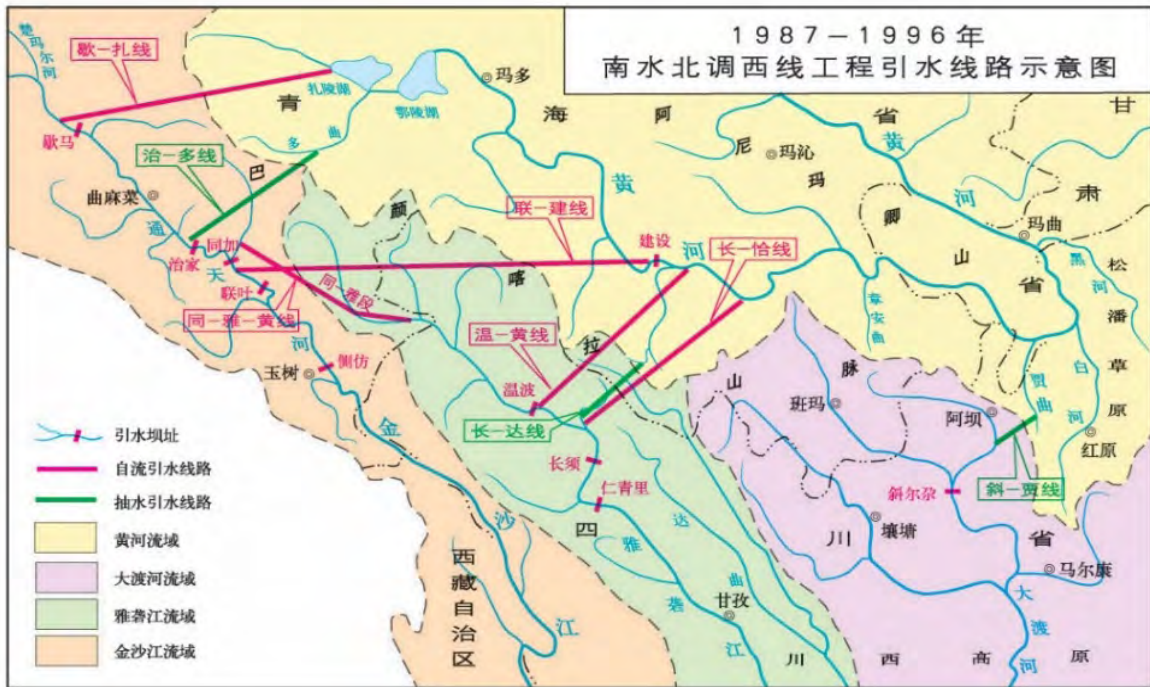 1987－1996年
南水北调西线工程引水线路示意图
楚玛尔河
歇－扎线
歇马
扎陵湖
鄂陵湖
玛多
青
海
省
甘
肃
省
阿
尼
玛
卿
山
玛沁
黄
河
多曲
治－多线
巴
颜
喀
拉
山
脉
曲麻菜
通
天
河
治家
同加
联叶
同－雅－黄线
同－雅段
侧仿
玉树
联－建线
建设
黄
河
长－恰线
温－黄线
温波
长－达线
长须
仁青里
章安曲
玛曲
黑河
白河
贾曲
松
潘
草
原
红原
班玛
阿坝
斜－贾线
斜尔尕
壤塘
马尔康
四
川
省
金
沙
江
西藏自治区
雅
砻
江
达
曲
甘孜
大
渡
河
川
西
高
原
引水坝址
自流引水线路
抽水引水线路
黄河流域
大渡河流域
雅砻江流域
金沙江流域